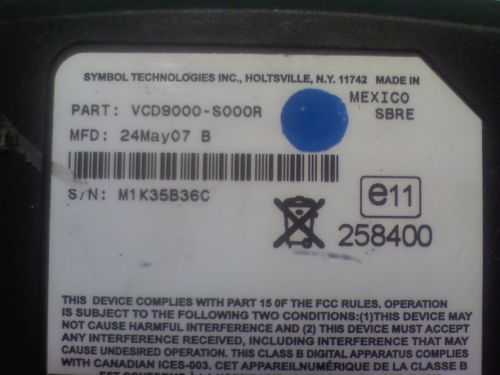 SYMBOL TECHNOLOGIES INC., HOLTSVILLE, N.Y. 11742 MADE IN
MEXICO
PART: VCD9000-S000R
SBRE
MFD: 24May07 B
S/N: M1K35B36C
e11
258400
THIS DEVICE COMPLIES WITH PART 15 OF THE FCC RULES. OPERATION
IS SUBJECT TO THE FOLLOWING TWO CONDITIONS:(1)THIS DEVICE MAY
NOT CAUSE HARMFUL INTERFERENCE AND (2) THIS DEVICE MUST ACCEPT
ANY INTERFERENCE RECEIVED, INCLUDING INTERFERENCE THAT MAY
CAUSE UNDESIRED OPERATION. THIS CLASS B DIGITAL APPARATUS COMPLIES
WITH CANADIAN ICES-003. CET APPAREILNUMÉRIQUE DE LA CLASSE B
EST CONFORME À LA